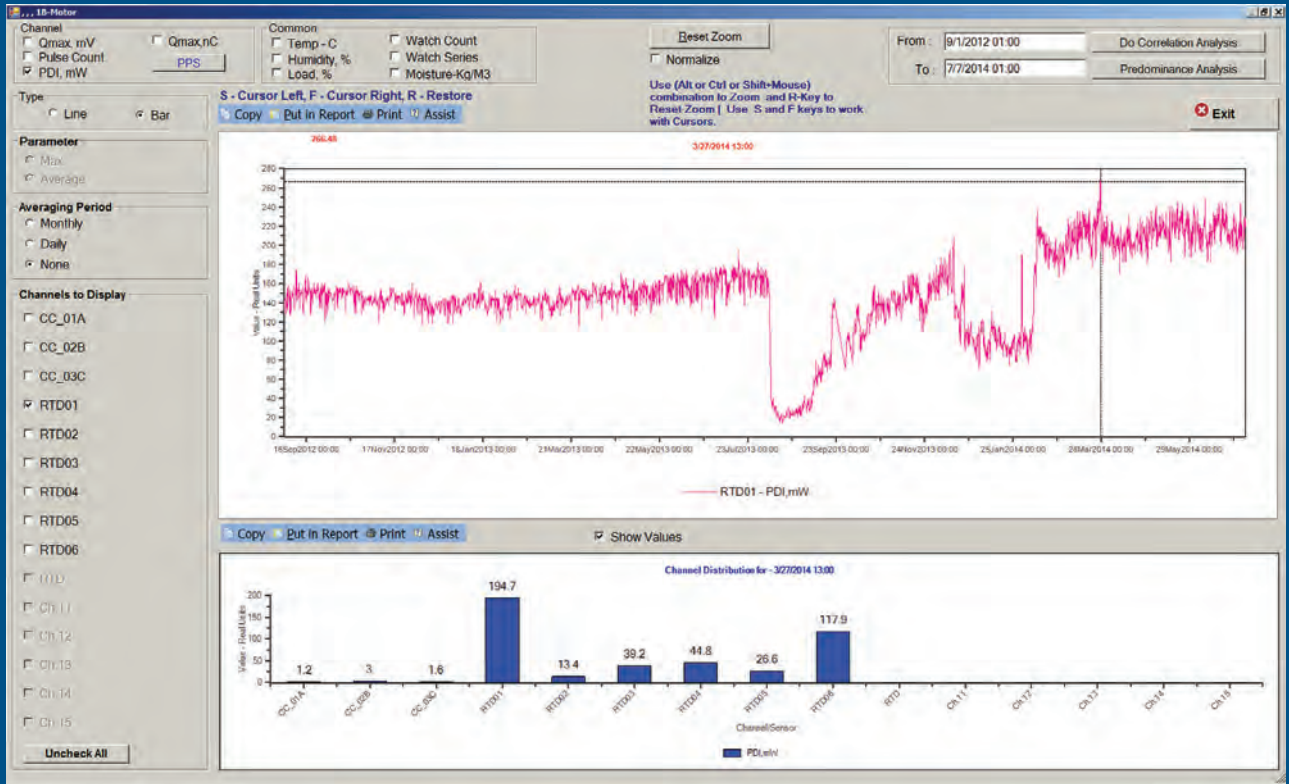 ,,, 18-Motor
Channel
Qmax, mV
Qmax,nC
Pulse Count
PPS
PDI, mW
Common
Temp - C
Watch Count
Humidity, %
Watch Series
Load, %
Moisture-Kg/M3
Reset Zoom
Normalize
Use (Alt or Ctrl or Shift+Mouse)
combination to Zoom and R-Key to
Reset Zoom | Use S and F keys to work
with Cursors.
From : 9/1/2012 01:00
To : 7/7/2014 01:00
Do Correlation Analysis
Predominance Analysis
Exit
Type
Line
Bar
Parameter
Max
Average
Averaging Period
Monthly
Daily
None
Channels to Display
CC_01A
CC_02B
CC_03C
RTD01
RTD02
RTD03
RTD04
RTD05
RTD06
RTD
Ch.11
Ch.12
Ch.13
Ch.14
Ch.15
Uncheck All
S - Cursor Left, F - Cursor Right, R - Restore
Copy Put in Report Print Assist
266.48
3/27/2014 13:00
Value - Real Units
280
260
240
220
200
180
160
140
120
100
80
60
40
20
0
16Sep2012 00:00 17Nov2012 00:00 18Jan2013 00:00 21Mar2013 00:00 22May2013 00:00 23Jul2013 00:00 23Sep2013 00:00 24Nov2013 00:00 25Jan2014 00:00 28Mar2014 00:00 29May2014 00:00
RTD01 - PDI,mW
Copy Put in Report Print Assist
Show Values
Channel Distribution for - 3/27/2014 13:00
Value - Real Units
200
150
100
50
0
1.2 3 1.6 194.7 13.4 39.2 44.8 26.6 117.9
CC_01A CC_02B CC_03C RTD01 RTD02 RTD03 RTD04 RTD05 RTD06 RTD Ch.11 Ch.12 Ch.13 Ch.14 Ch.15
Channel/Sensor
PDI,mW